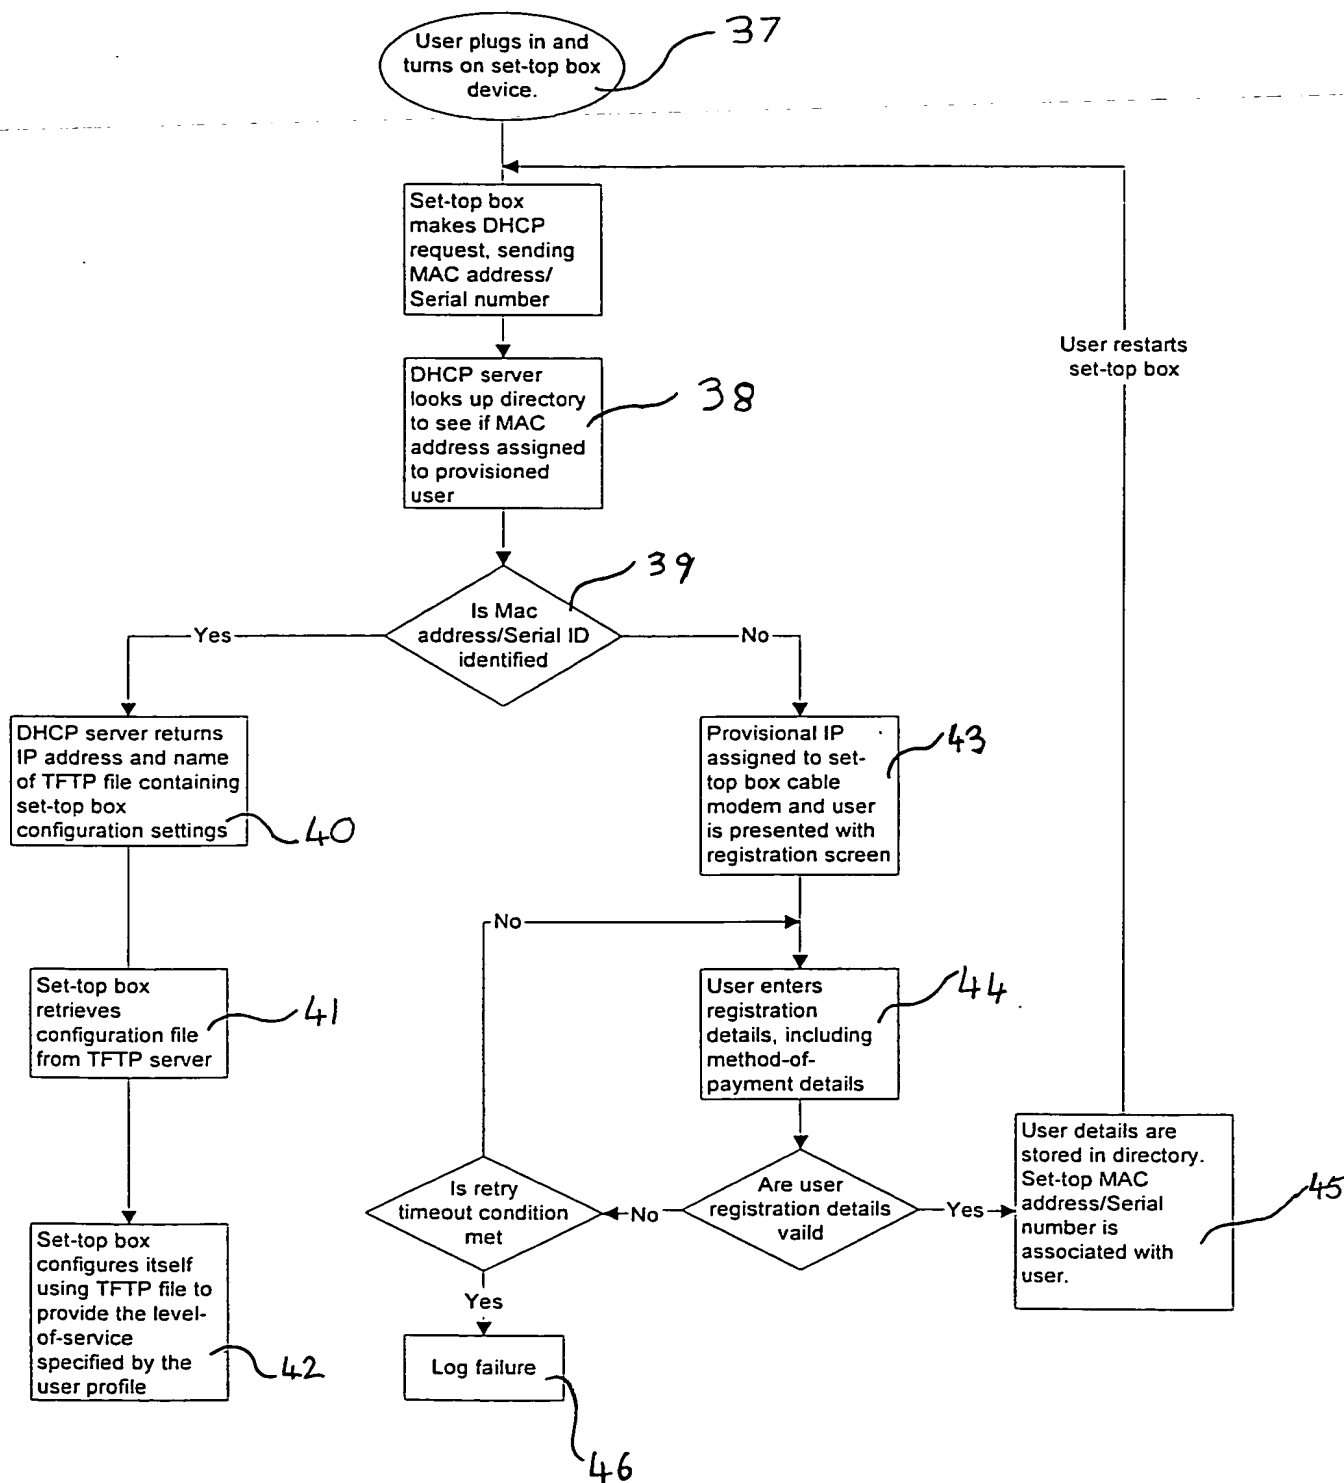 User plugs in and
turns on set-top box
device.
37
Set-top box
makes DHCP
request, sending
MAC address/
Serial number
User restarts
set-top box
DHCP server
looks up directory
to see if MAC
address assigned
to provisioned
user
38
39
Is Mac
address/Serial ID
identified
Yes
No
DHCP server returns
IP address and name
of TFTP file containing
set-top box
configuration settings
40
Provisional IP
assigned to set-
top box cable
modem and user
is presented with
registration screen
43
No
Set-top box
retrieves
configuration file
from TFTP server
41
User enters
registration
details, including
method-of-
payment details
44
User details are
stored in directory.
Set-top MAC
address/Serial
number is
associated with
user.
45
Is retry
timeout condition
met
No
Are user
registration details
vaild
Yes
Set-top box
configures itself
using TFTP file to
provide the level-
of-service
specified by the
user profile
42
Yes
Log failure
46